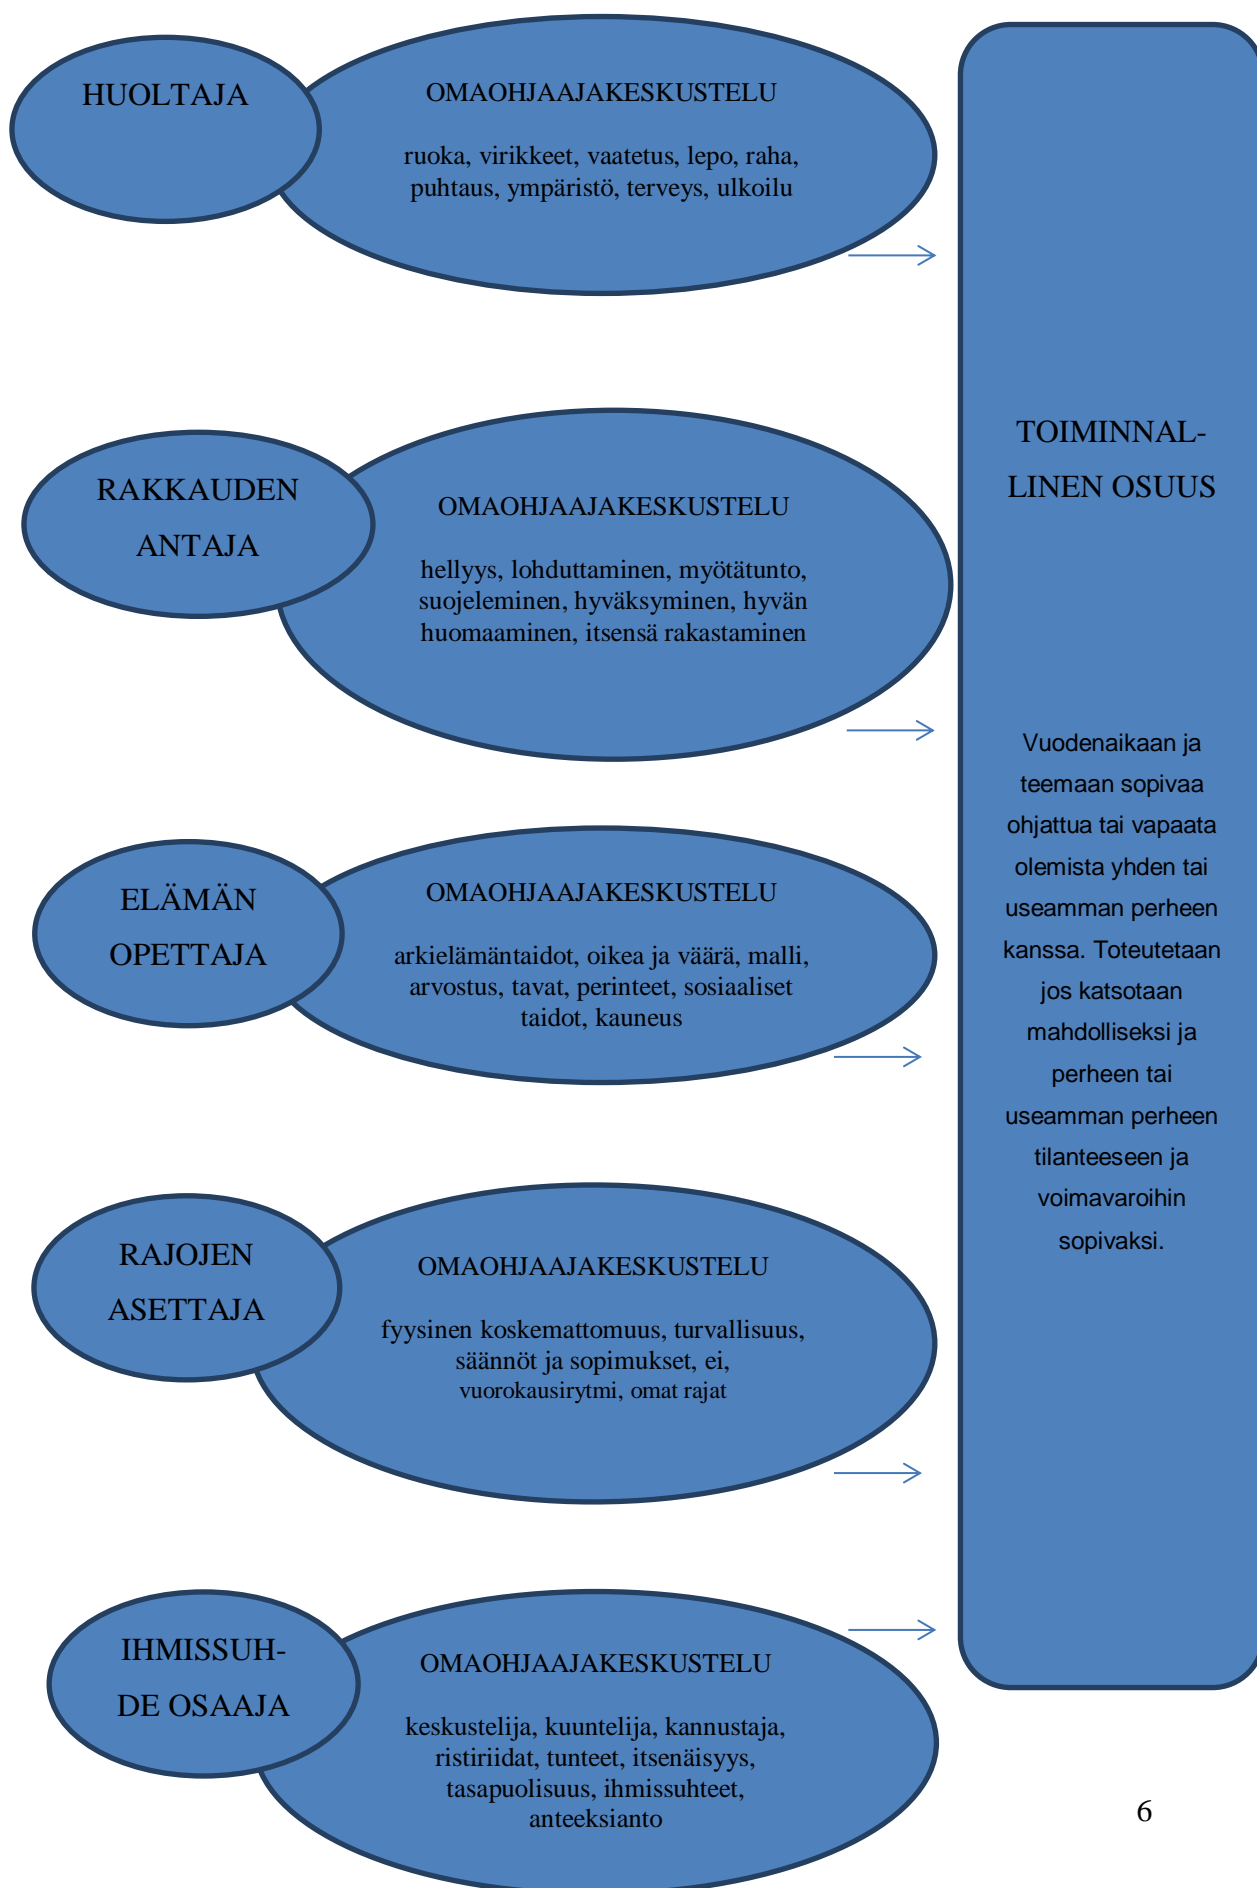 HUOLTAJA
OMAOHJAAJAKESKUSTELU
ruoka, virikkeet, vaatetus, lepo, raha,
puhtaus, ympäristö, terveys, ulkoilu
RAKKAUDEN
ANTAJA
OMAOHJAAJAKESKUSTELU
hellyys, lohduttaminen, myötätunto,
suojeleminen, hyväksyminen, hyvän
huomaaminen, itsensä rakastaminen
ELÄMÄN
OPETTAJA
OMAOHJAAJAKESKUSTELU
arkielämäntaidot, oikea ja väärä, malli,
arvostus, tavat, perinteet, sosiaaliset
taidot, kauneus
RAJOJEN
ASETTAJA
OMAOHJAAJAKESKUSTELU
fyysinen koskemattomuus, turvallisuus,
säännöt ja sopimukset, ei,
vuorokausirytmi, omat rajat
IHMISSUH-
DE OSAAJA
OMAOHJAAJAKESKUSTELU
keskustelija, kuuntelija, kannustaja,
ristiriidat, tunteet, itsenäisyys,
tasapuolisuus, ihmissuhteet,
anteeksianto
TOIMINNAL-
LINEN OSUUS
Vuodenaikaan ja
teemaan sopivaa
ohjattua tai vapaata
olemista yhden tai
useamman perheen
kanssa. Toteutetaan
jos katsotaan
mahdolliseksi ja
perheen tai
useamman perheen
tilanteeseen ja
voimavaroihin
sopivaksi.
6